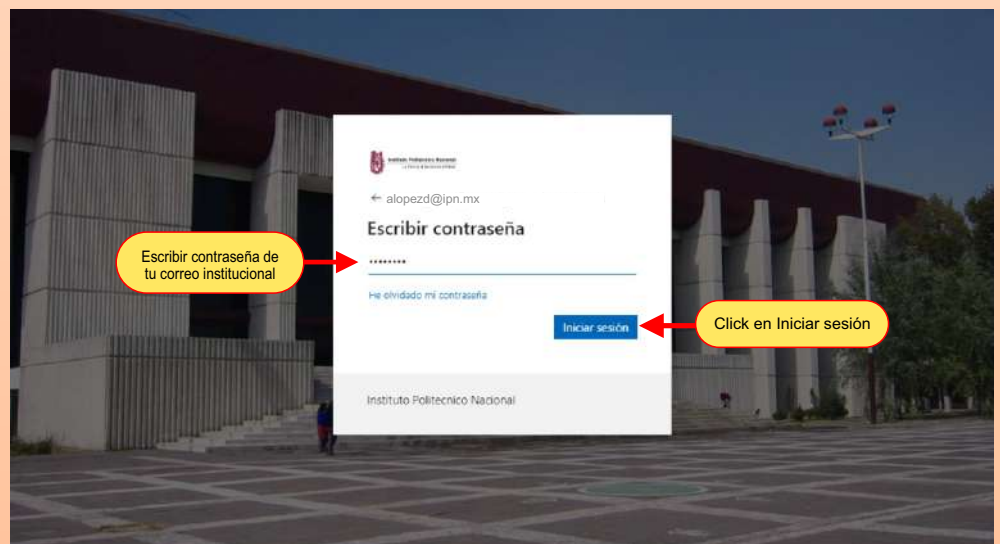 Instituto Politécnico Nacional
← alopezd@ipn.mx
Escribir contraseña
Escribir contraseña de
tu correo institucional
••••••••
He olvidado mi contraseña
Iniciar sesión
Click en Iniciar sesión
Instituto Politecnico Nacional